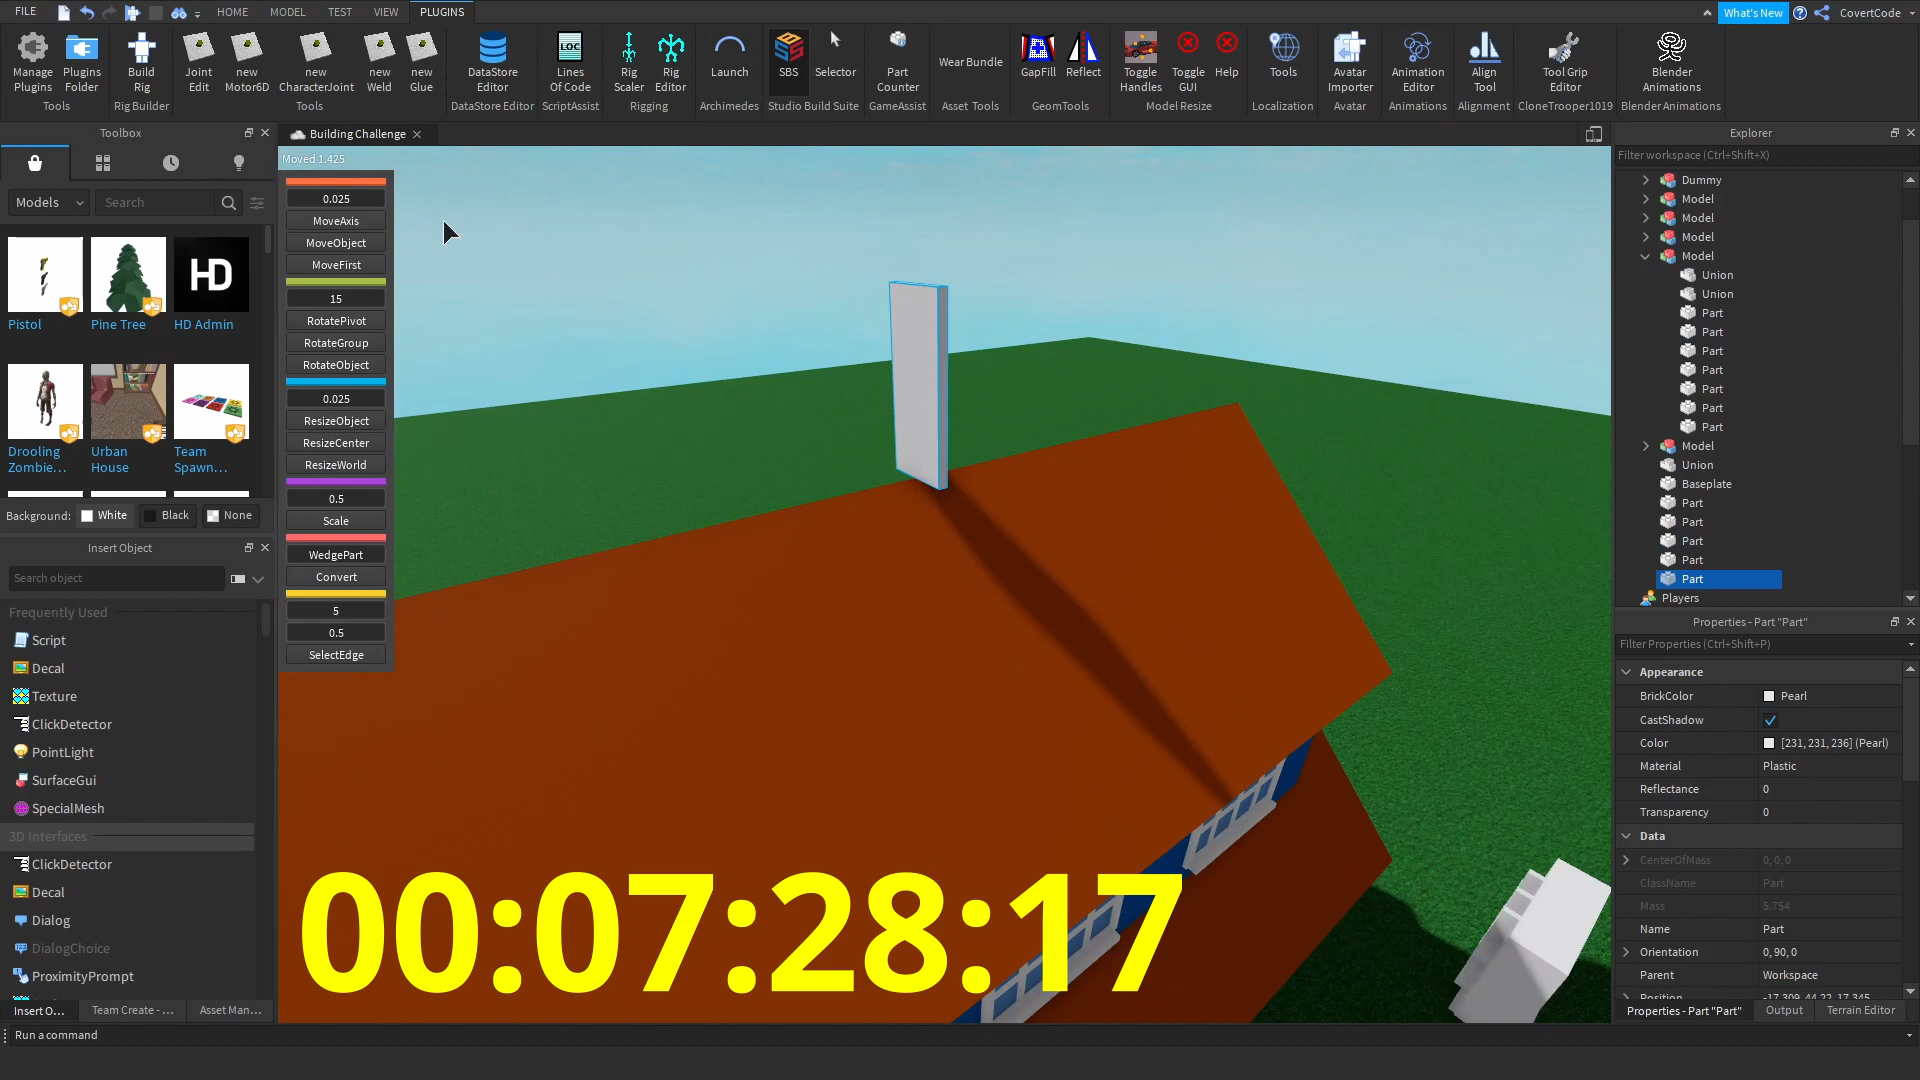 FILE
HOME
MODEL
TEST
VIEW
PLUGINS
What's New
CovertCode
Manage
Plugins
Plugins
Folder
Tools
Build
Rig
Rig Builder
Joint
Edit
new
Motor6D
new
CharacterJoint
new
Weld
new
Glue
Tools
DataStore
Editor
DataStore Editor
LOC
Lines
Of Code
ScriptAssist
Rig
Scaler
Rig
Editor
Rigging
Launch
Archimedes
SBS
Selector
Studio Build Suite
Part
Counter
GameAssist
Wear Bundle
Asset Tools
GapFill
Reflect
GeomTools
Toggle
Handles
Toggle
GUI
Help
Model Resize
Tools
Localization
Avatar
Importer
Avatar
Animation
Editor
Animations
Align
Tool
Alignment
Tool Grip
Editor
CloneTrooper1019
Blender
Animations
Blender Animations
Toolbox
Models
Search
Pistol
Pine Tree
HD
HD Admin
Drooling
Zombie...
Urban
House
Team
Spawn...
Background:
White
Black
None
Insert Object
Search object
Frequently Used
Script
Decal
Texture
ClickDetector
PointLight
SurfaceGui
SpecialMesh
3D Interfaces
ClickDetector
Decal
Dialog
DialogChoice
ProximityPrompt
Insert O...
Team Create - ...
Asset Man...
Run a command
Building Challenge
Moved 1.425
0.025
MoveAxis
MoveObject
MoveFirst
15
RotatePivot
RotateGroup
RotateObject
0.025
ResizeObject
ResizeCenter
ResizeWorld
0.5
Scale
WedgePart
Convert
5
0.5
SelectEdge
00:07:28:17
Explorer
Filter workspace (Ctrl+Shift+X)
Dummy
Model
Model
Model
Model
Union
Union
Part
Part
Part
Part
Part
Part
Part
Model
Union
Baseplate
Part
Part
Part
Part
Part
Players
Properties - Part "Part"
Filter Properties (Ctrl+Shift+P)
Appearance
BrickColor
Pearl
CastShadow
Color
[231, 231, 236] (Pearl)
Material
Plastic
Reflectance
0
Transparency
0
Data
CenterOfMass
0, 0, 0
ClassName
Part
Mass
5.754
Name
Part
Orientation
0, 90, 0
Parent
Workspace
Position
-17.309, 44.22, 17.345
Properties - Part "Part"
Output
Terrain Editor